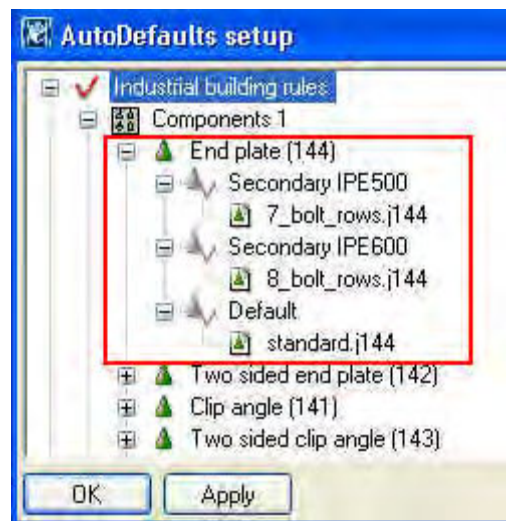 AutoDefaults setup
Industrial building rules
Components 1
End plate (144)
Secondary IPE500
7_bolt_rows.j144
Secondary IPE600
8_bolt_rows.j144
Default
standard.j144
Two sided end plate (142)
Clip angle (141)
Two sided clip angle (143)
OK Apply